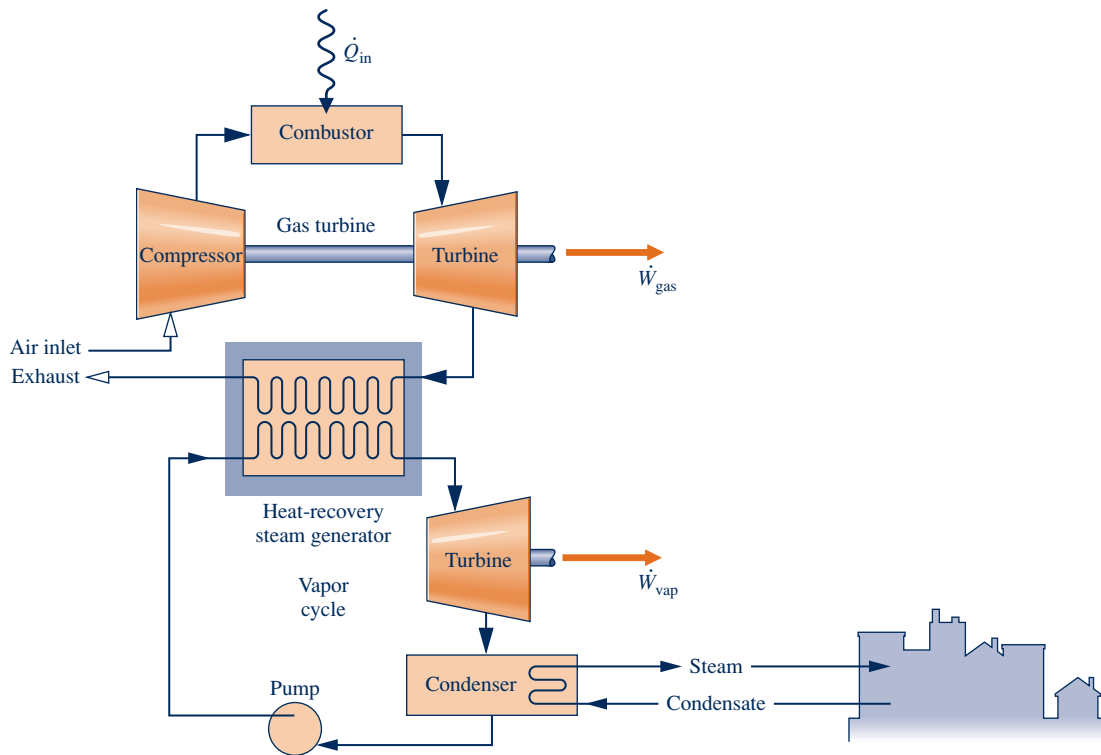 Q̇in
Combustor
Gas turbine
Compressor
Turbine
Ẇgas
Air inlet
Exhaust
Heat-recovery
steam generator
Turbine
Ẇvap
Vapor
cycle
Steam
Condenser
Pump
Condensate